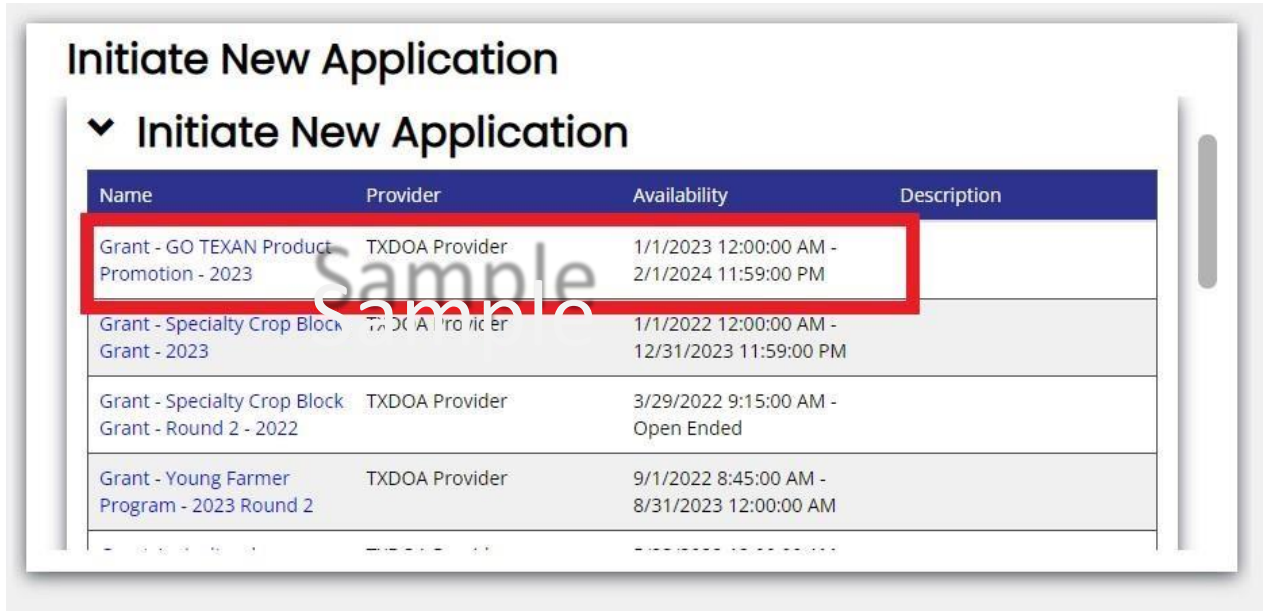 Initiate New Application
Initiate New Application
Name Provider Availability Description
Grant - GO TEXAN Product TXDOA Provider 1/1/2023 12:00:00 AM -
Promotion - 2023 2/1/2024 11:59:00 PM
Sample
Sample
Grant - Specialty Crop Block TXDOA Provider 1/1/2022 12:00:00 AM -
Grant - 2023 12/31/2023 11:59:00 PM
Grant - Specialty Crop Block TXDOA Provider 3/29/2022 9:15:00 AM -
Grant - Round 2 - 2022 Open Ended
Grant - Young Farmer TXDOA Provider 9/1/2022 8:45:00 AM -
Program - 2023 Round 2 8/31/2023 12:00:00 AM